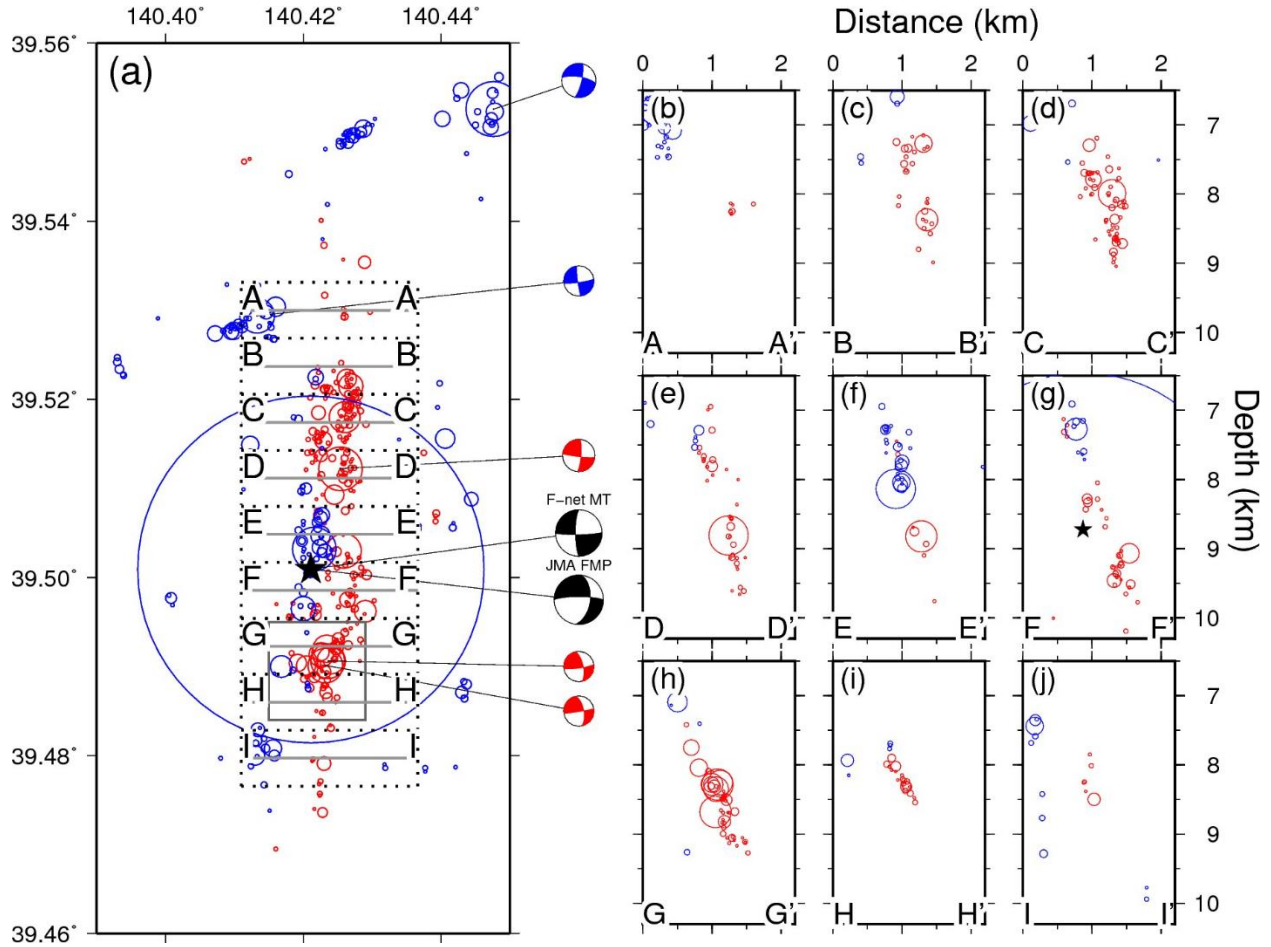 Distance (km)
140.40˚ 140.42˚ 140.44˚
0 1 2 0 1 2 0 1 2
39.56˚
(a)
(b) (c) (d)
7
39.54˚
8
A A
9
B B
10
A A' B B' C C'
39.52˚
C C
(e) (f) (g)
7
D D
8
F-net MT
E E
39.50˚
9
JMA FMP
F F
10
D D' E E' F F'
G G
(h) (i) (j)
7
H H
8
39.48˚
I I
9
10
G G' H H' I I'
39.46˚
Depth (km)